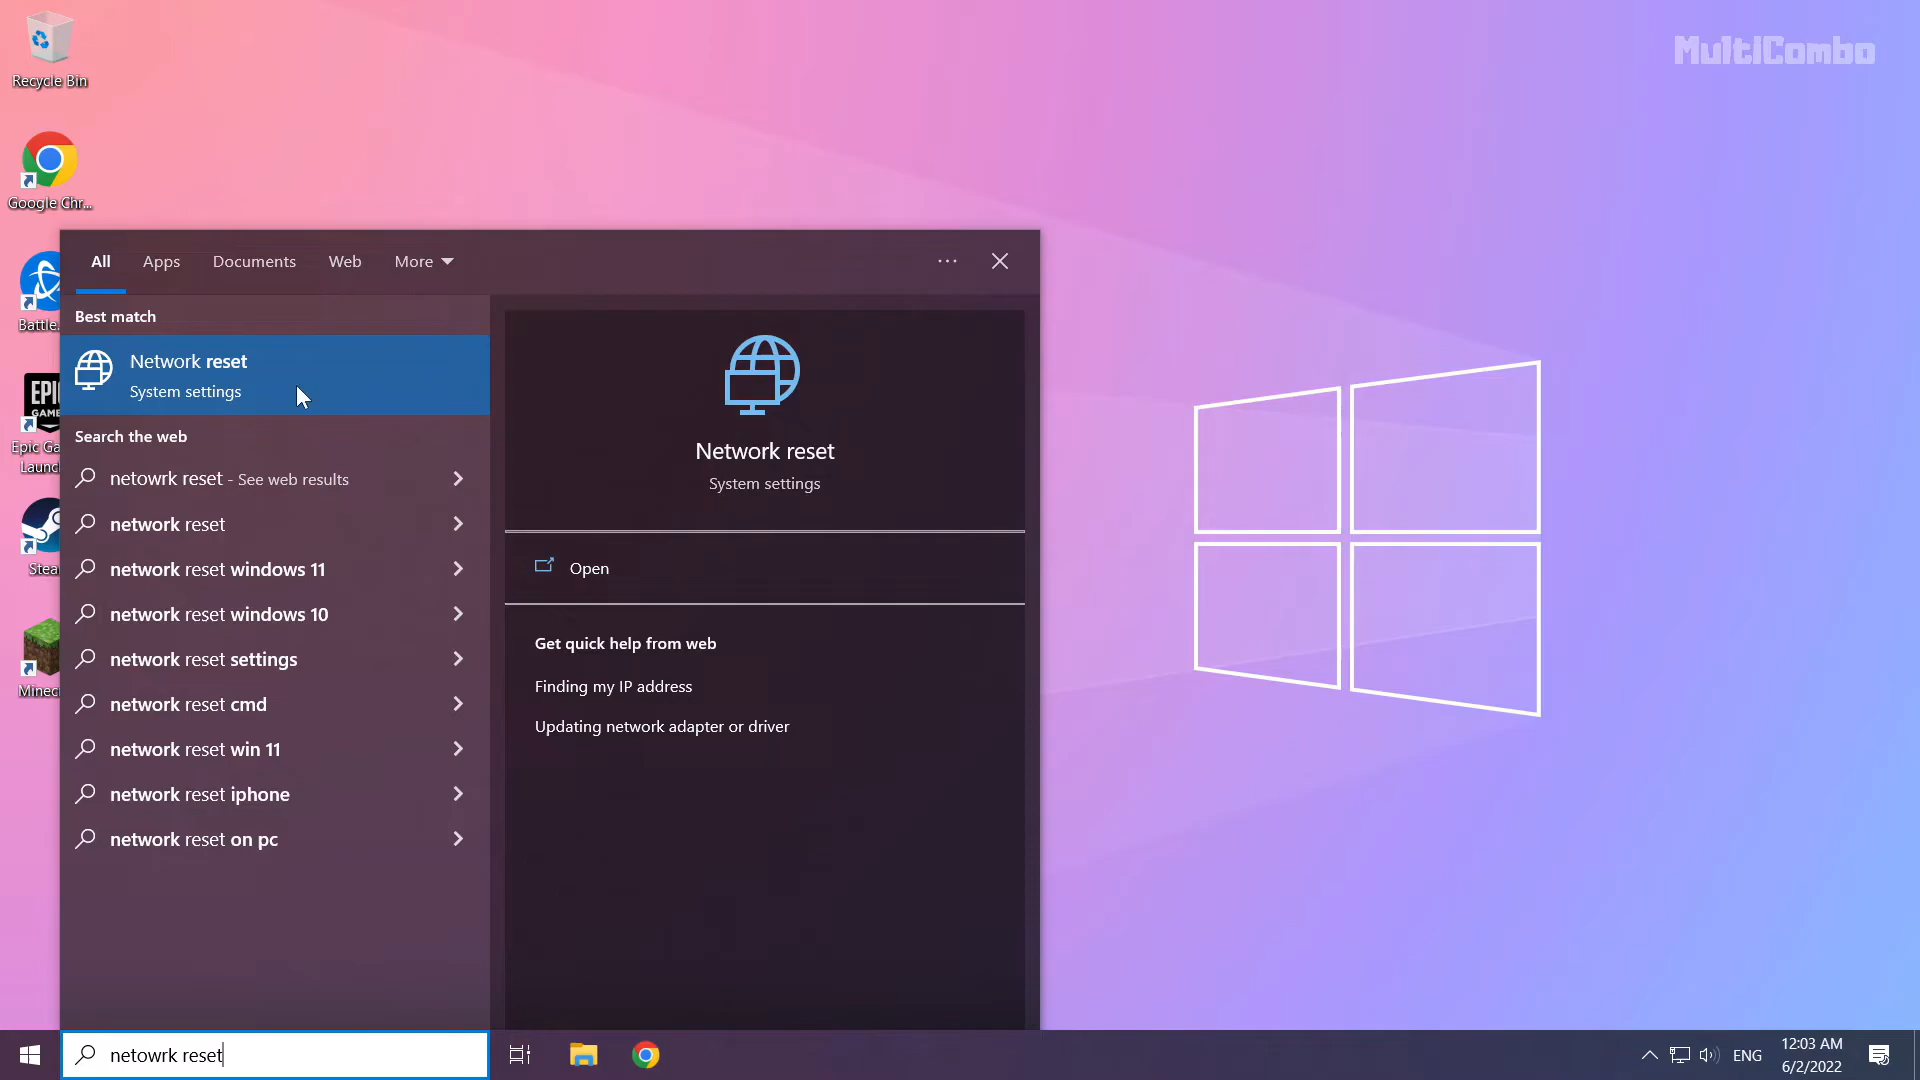 MultiCombo
Recycle Bin
Google Chr...
Battle.
EPIC
GAME
Epic Ga
Launc
Stea
Minec
All
Apps
Documents
Web
More
Best match
Network reset
System settings
Search the web
netowrk reset - See web results
network reset
network reset windows 11
network reset windows 10
network reset settings
network reset cmd
network reset win 11
network reset iphone
network reset on pc
Network reset
System settings
Open
Get quick help from web
Finding my IP address
Updating network adapter or driver
netowrk reset
ENG
12:03 AM
6/2/2022